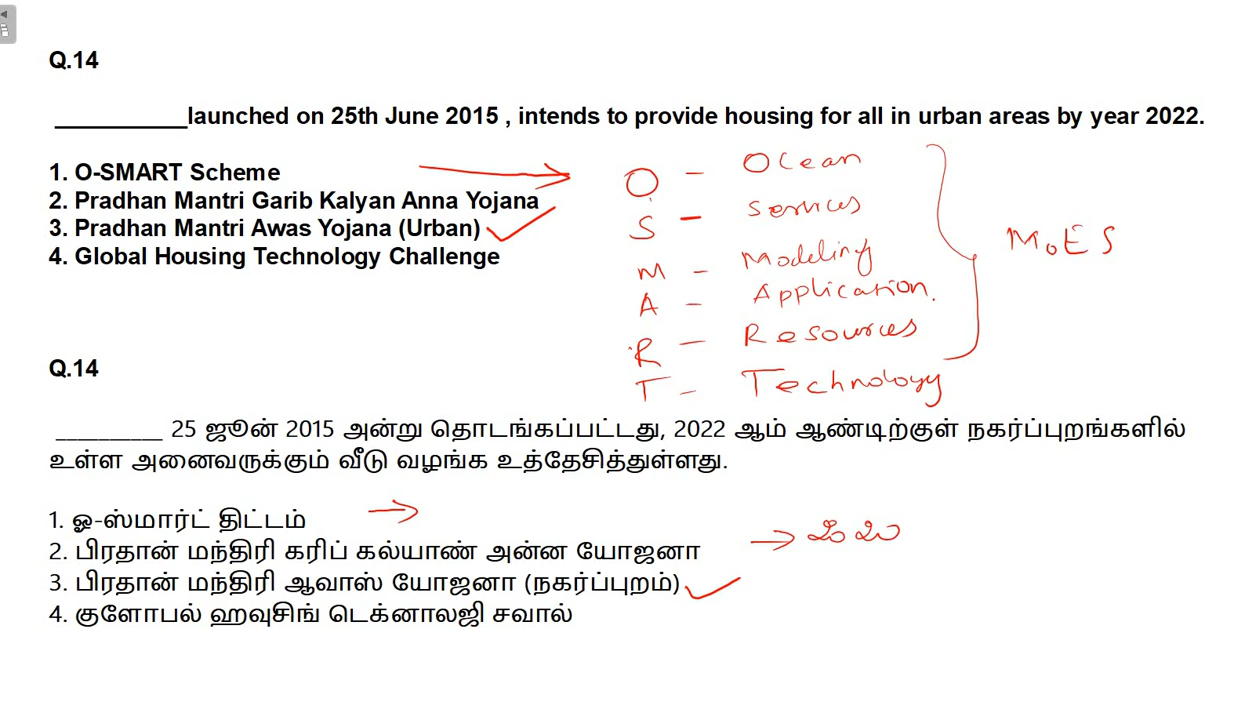 Q.14
__________launched on 25th June 2015 , intends to provide housing for all in urban areas by year 2022.
1. O-SMART Scheme
2. Pradhan Mantri Garib Kalyan Anna Yojana
3. Pradhan Mantri Awas Yojana (Urban)
4. Global Housing Technology Challenge
O - Ocean
S - Services
M - Modeling
A - Application.
R - Resources
T - Technology
MoES
Q.14
__________ 25 ஜூன் 2015 அன்று தொடங்கப்பட்டது, 2022 ஆம் ஆண்டிற்குள் நகர்ப்புறங்களில்
உள்ள அனைவருக்கும் வீடு வழங்க உத்தேசித்துள்ளது.
1. ஓ-ஸ்மார்ட் திட்டம்
2. பிரதான் மந்திரி கரிப் கல்யாண் அன்ன யோஜனா
3. பிரதான் மந்திரி ஆவாஸ் யோஜனா (நகர்ப்புறம்)
4. குளோபல் ஹவுசிங் டெக்னாலஜி சவால்